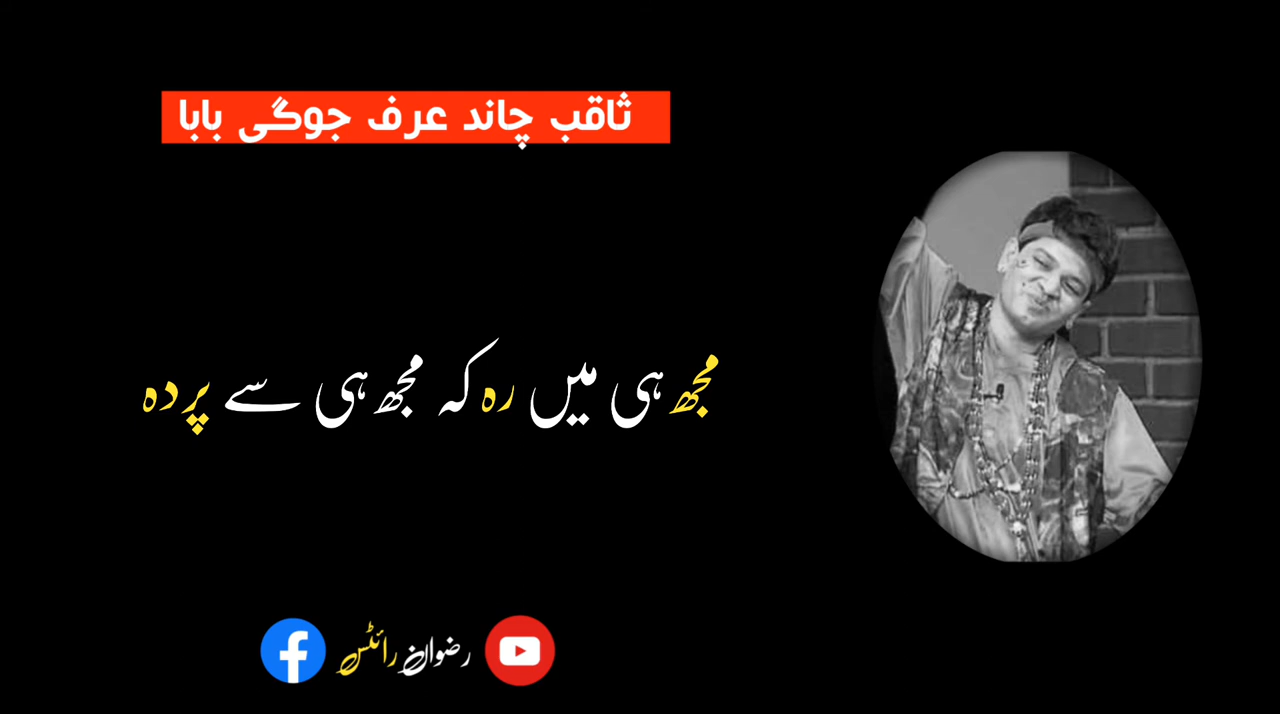 ثاقب چاند عرف جوگی بابا
مجھ ہی میں رہ کہ مجھ ہی سے پردہ
رضوان رائٹس